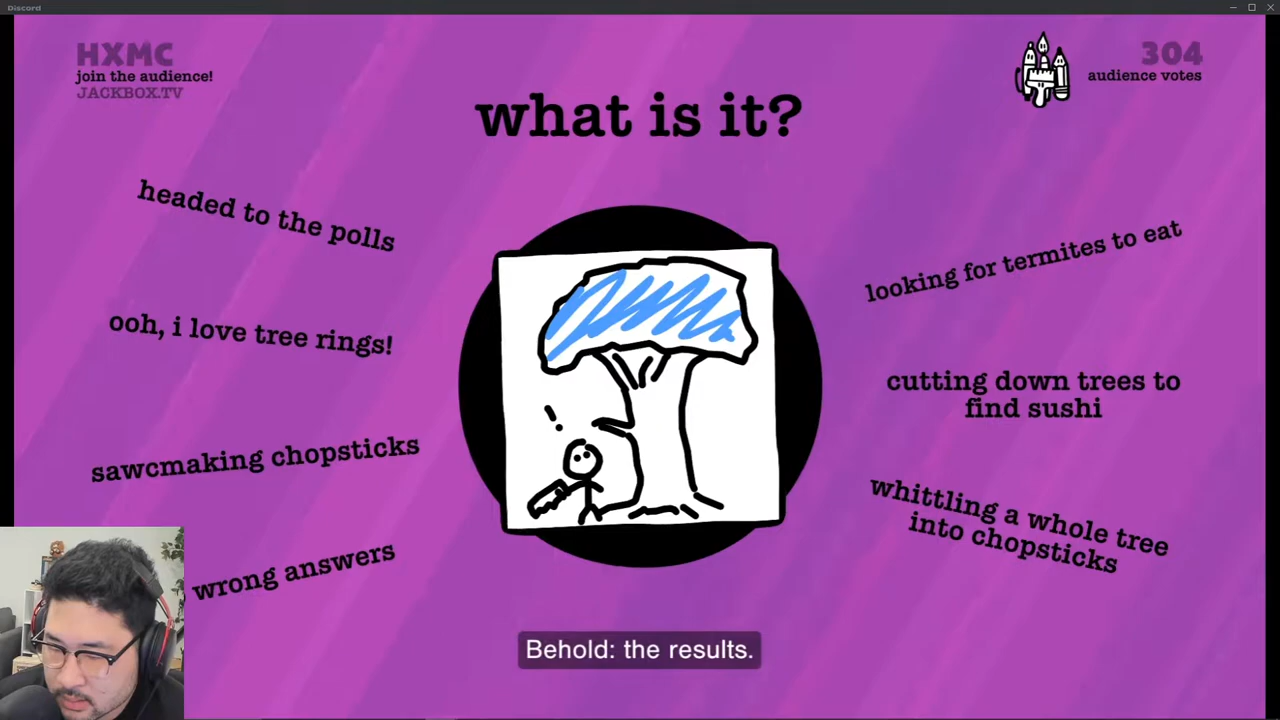 Discord
HXMC
join the audience!
JACKBOX.TV
304
audience votes
what is it?
headed to the polls
looking for termites to eat
ooh, i love tree rings!
cutting down trees to
find sushi
sawcmaking chopsticks
whittling a whole tree
into chopsticks
wrong answers
!
Behold: the results.